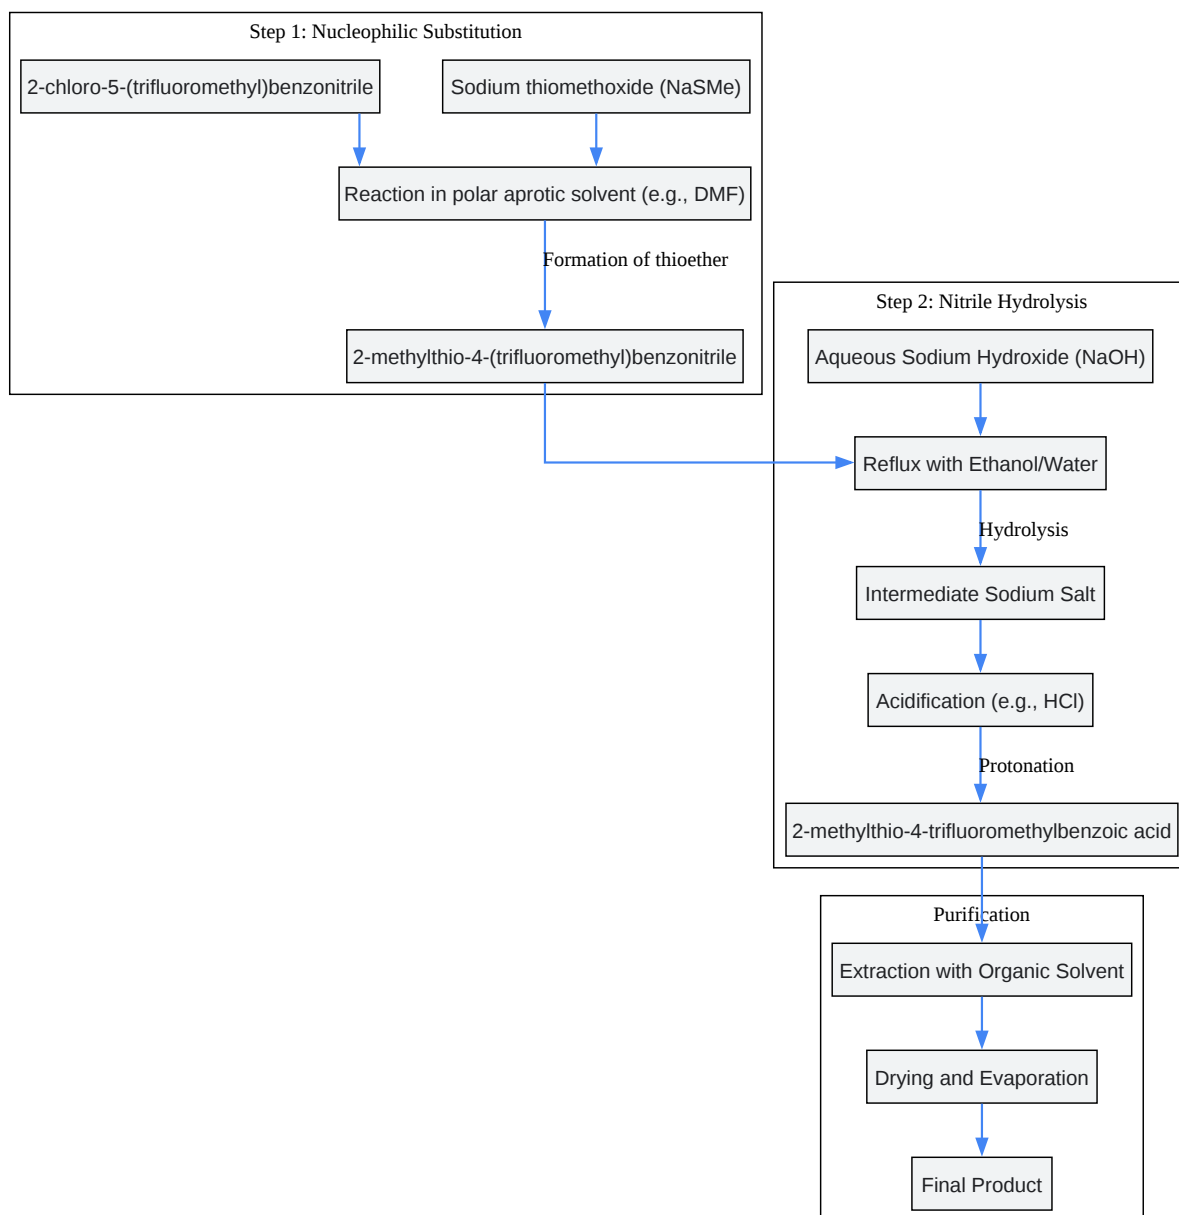 Step 1: Nucleophilic Substitution
2-chloro-5-(trifluoromethyl)benzonitrile
Sodium thiomethoxide (NaSMe)
Reaction in polar aprotic solvent (e.g., DMF)
Formation of thioether
2-methylthio-4-(trifluoromethyl)benzonitrile
Step 2: Nitrile Hydrolysis
Aqueous Sodium Hydroxide (NaOH)
Reflux with Ethanol/Water
Hydrolysis
Intermediate Sodium Salt
Acidification (e.g., HCl)
Protonation
2-methylthio-4-trifluoromethylbenzoic acid
Purification
Extraction with Organic Solvent
Drying and Evaporation
Final Product